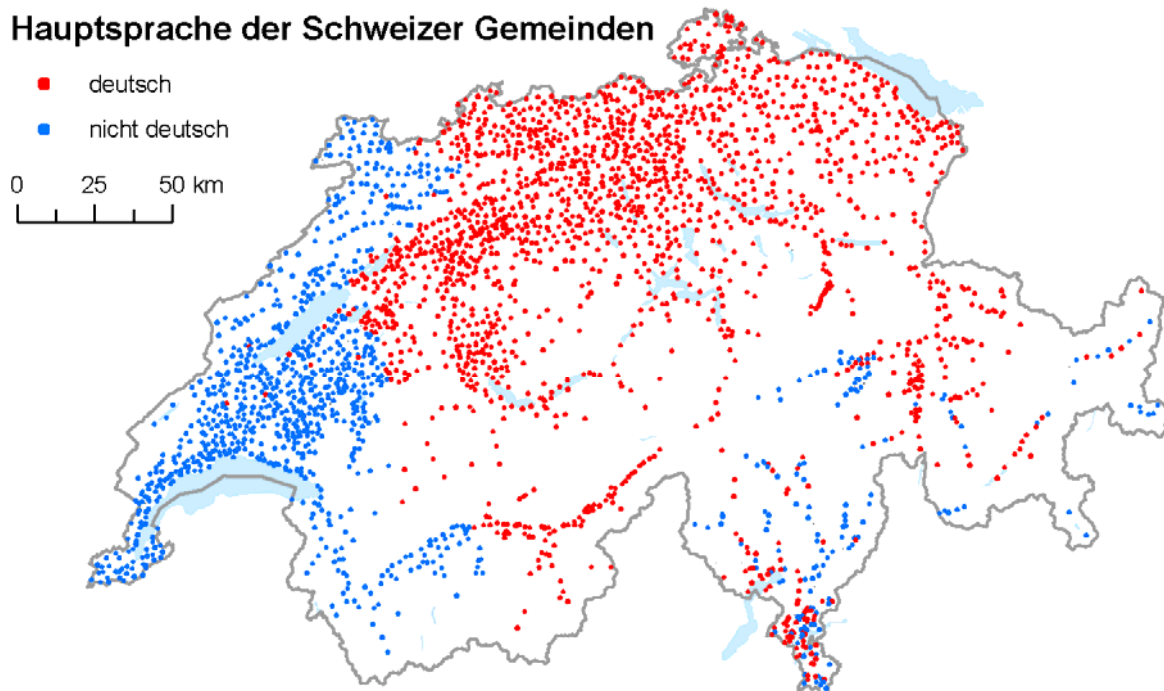 Hauptsprache der Schweizer Gemeinden
deutsch
nicht deutsch
0 25 50 km